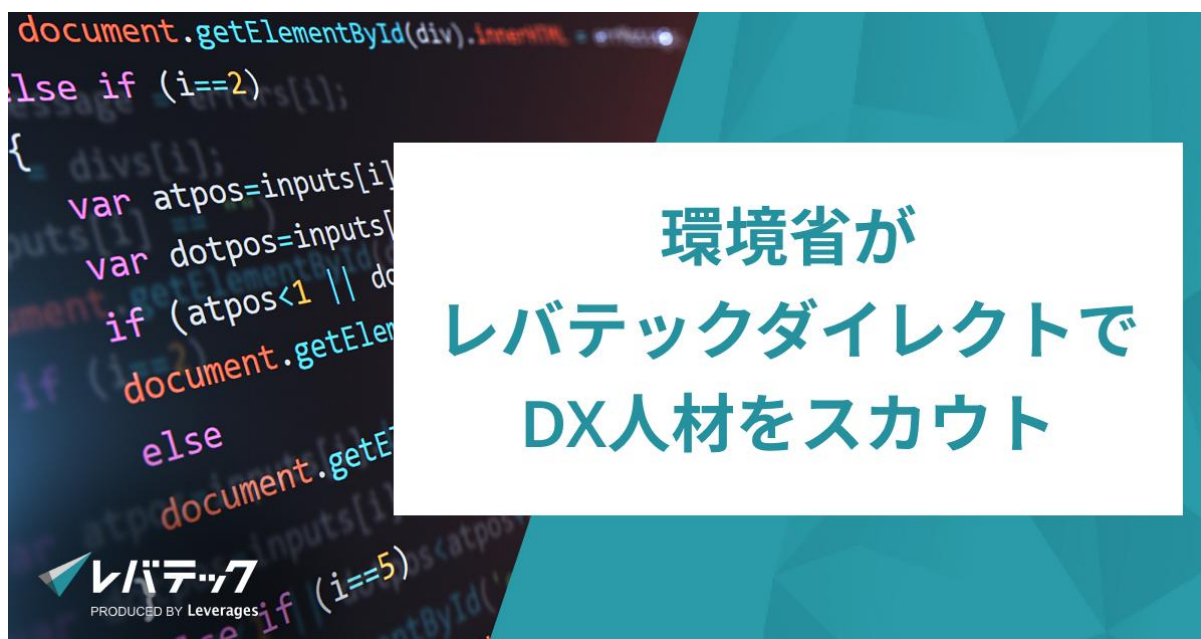 document.getElementById(div).innerHTML =
else if (i==2)
{
var atpos=inputs[i]
var dotpos=inputs[
if (atpos<1 || do
document.getElem
else
document.getE
if (i==5)
環境省が
レバテックダイレクトで
DX人材をスカウト
レバテック
PRODUCED BY Leverages